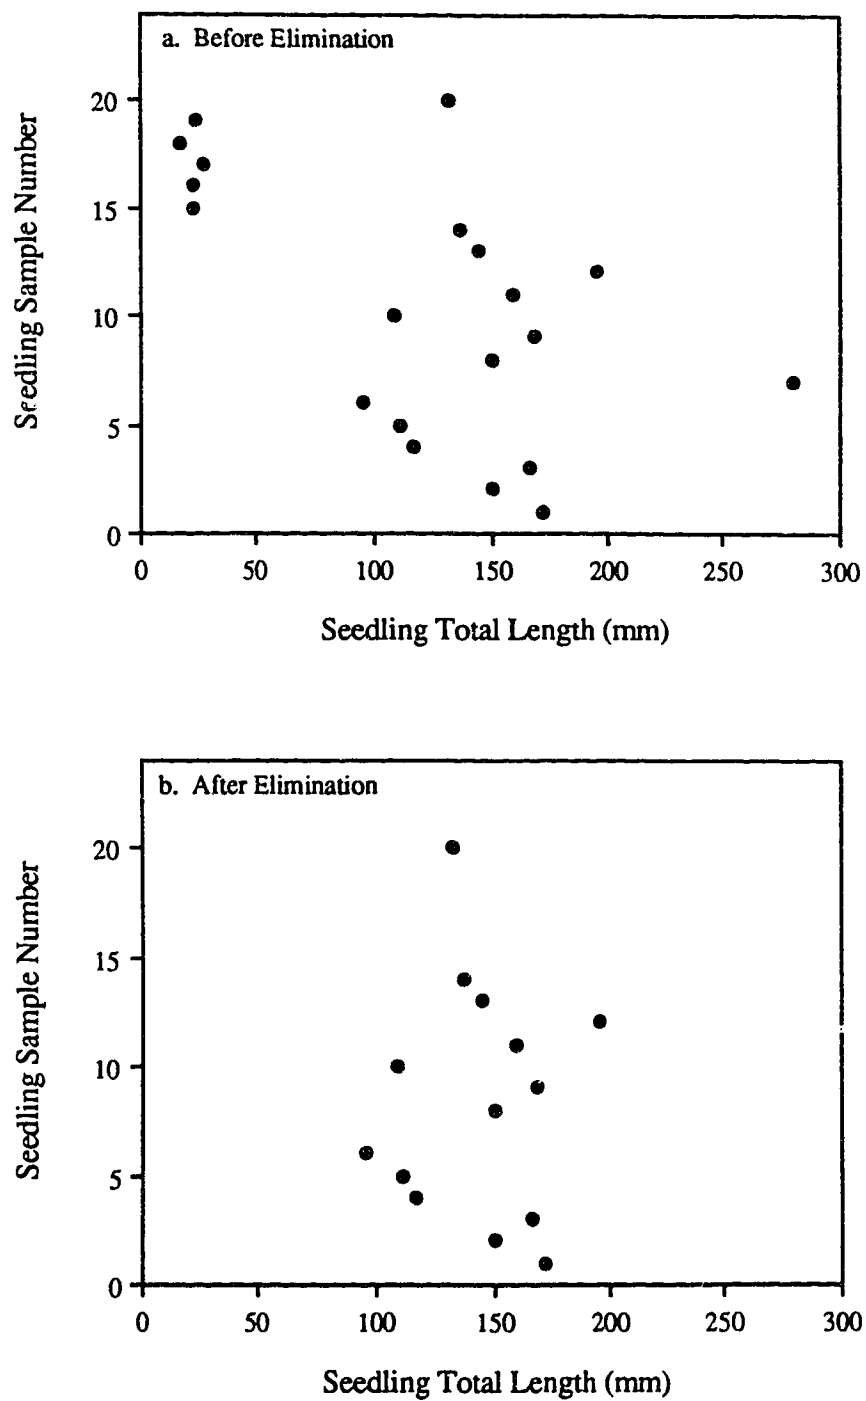 a. Before Elimination
20
15
10
5
0
Seedling Sample Number
0 50 100 150 200 250 300
Seedling Total Length (mm)
b. After Elimination
20
15
10
5
0
Seedling Sample Number
0 50 100 150 200 250 300
Seedling Total Length (mm)